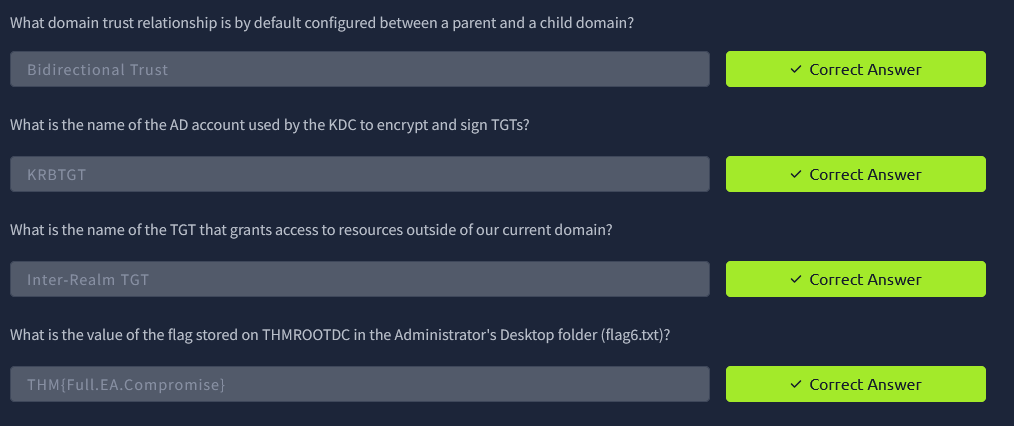 What domain trust relationship is by default configured between a parent and a child domain?
Bidirectional Trust
✓ Correct Answer
What is the name of the AD account used by the KDC to encrypt and sign TGTs?
KRBTGT
✓ Correct Answer
What is the name of the TGT that grants access to resources outside of our current domain?
Inter-Realm TGT
✓ Correct Answer
What is the value of the flag stored on THMROOTDC in the Administrator's Desktop folder (flag6.txt)?
THM{Full.EA.Compromise}
✓ Correct Answer